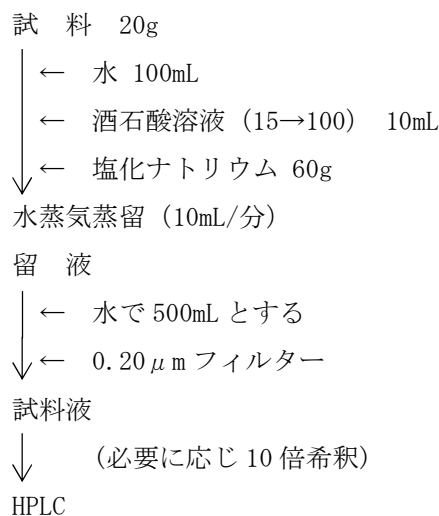 試 料 20g
← 水 100mL
← 酒石酸溶液 (15→100) 10mL
← 塩化ナトリウム 60g
水蒸気蒸留 (10mL/分)
留 液
← 水で 500mL とする
← 0.20μm フィルター
試料液
(必要に応じ 10 倍希釈)
HPLC